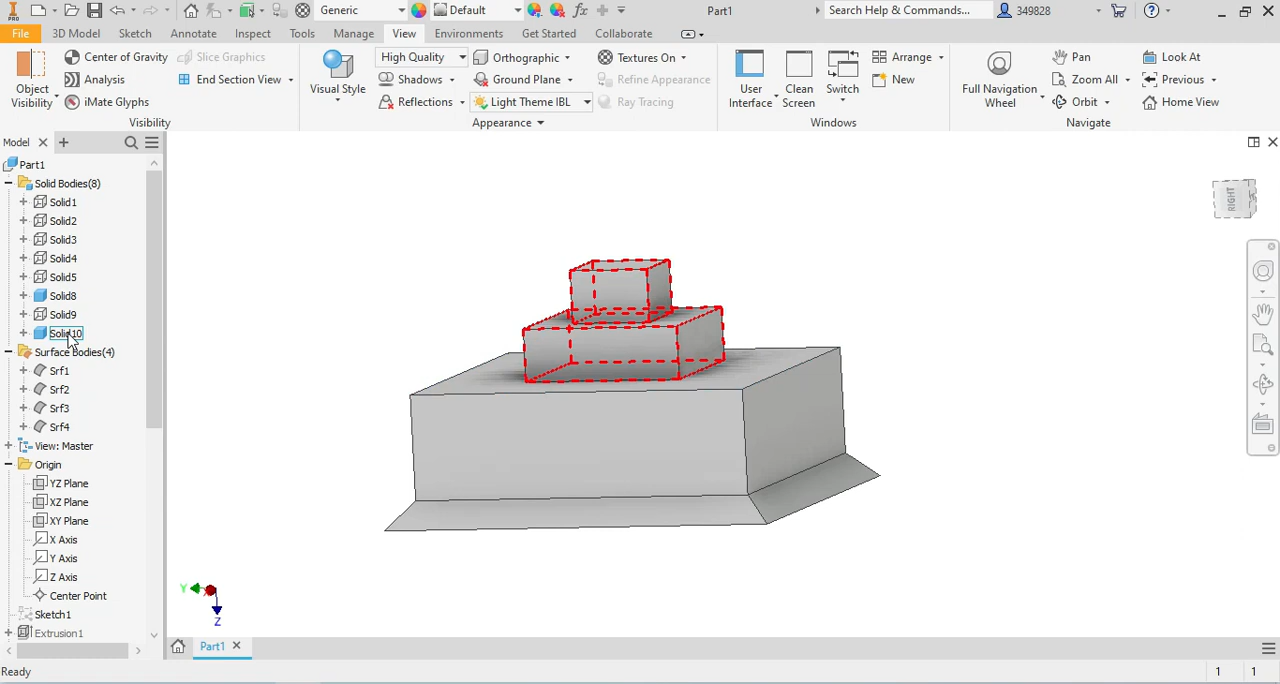 PRO
Generic
Default
fx
Part1
Search Help & Commands...
349828
File
3D Model
Sketch
Annotate
Inspect
Tools
Manage
View
Environments
Get Started
Collaborate
Object
Visibility
Center of Gravity
Analysis
iMate Glyphs
Slice Graphics
End Section View
Visibility
Visual Style
High Quality
Shadows
Reflections
Orthographic
Ground Plane
Light Theme IBL
Textures On
Refine Appearance
Ray Tracing
Appearance
User
Interface
Clean
Screen
Switch
Arrange
New
Windows
Full Navigation
Wheel
Pan
Zoom All
Orbit
Look At
Previous
Home View
Navigate
Model
Part1
Solid Bodies(8)
Solid1
Solid2
Solid3
Solid4
Solid5
Solid8
Solid9
Solid10
Surface Bodies(4)
Srf1
Srf2
Srf3
Srf4
View: Master
Origin
YZ Plane
XZ Plane
XY Plane
X Axis
Y Axis
Z Axis
Center Point
Sketch1
Extrusion1
RIGHT
Y
X
Z
Part1
Ready
1
1